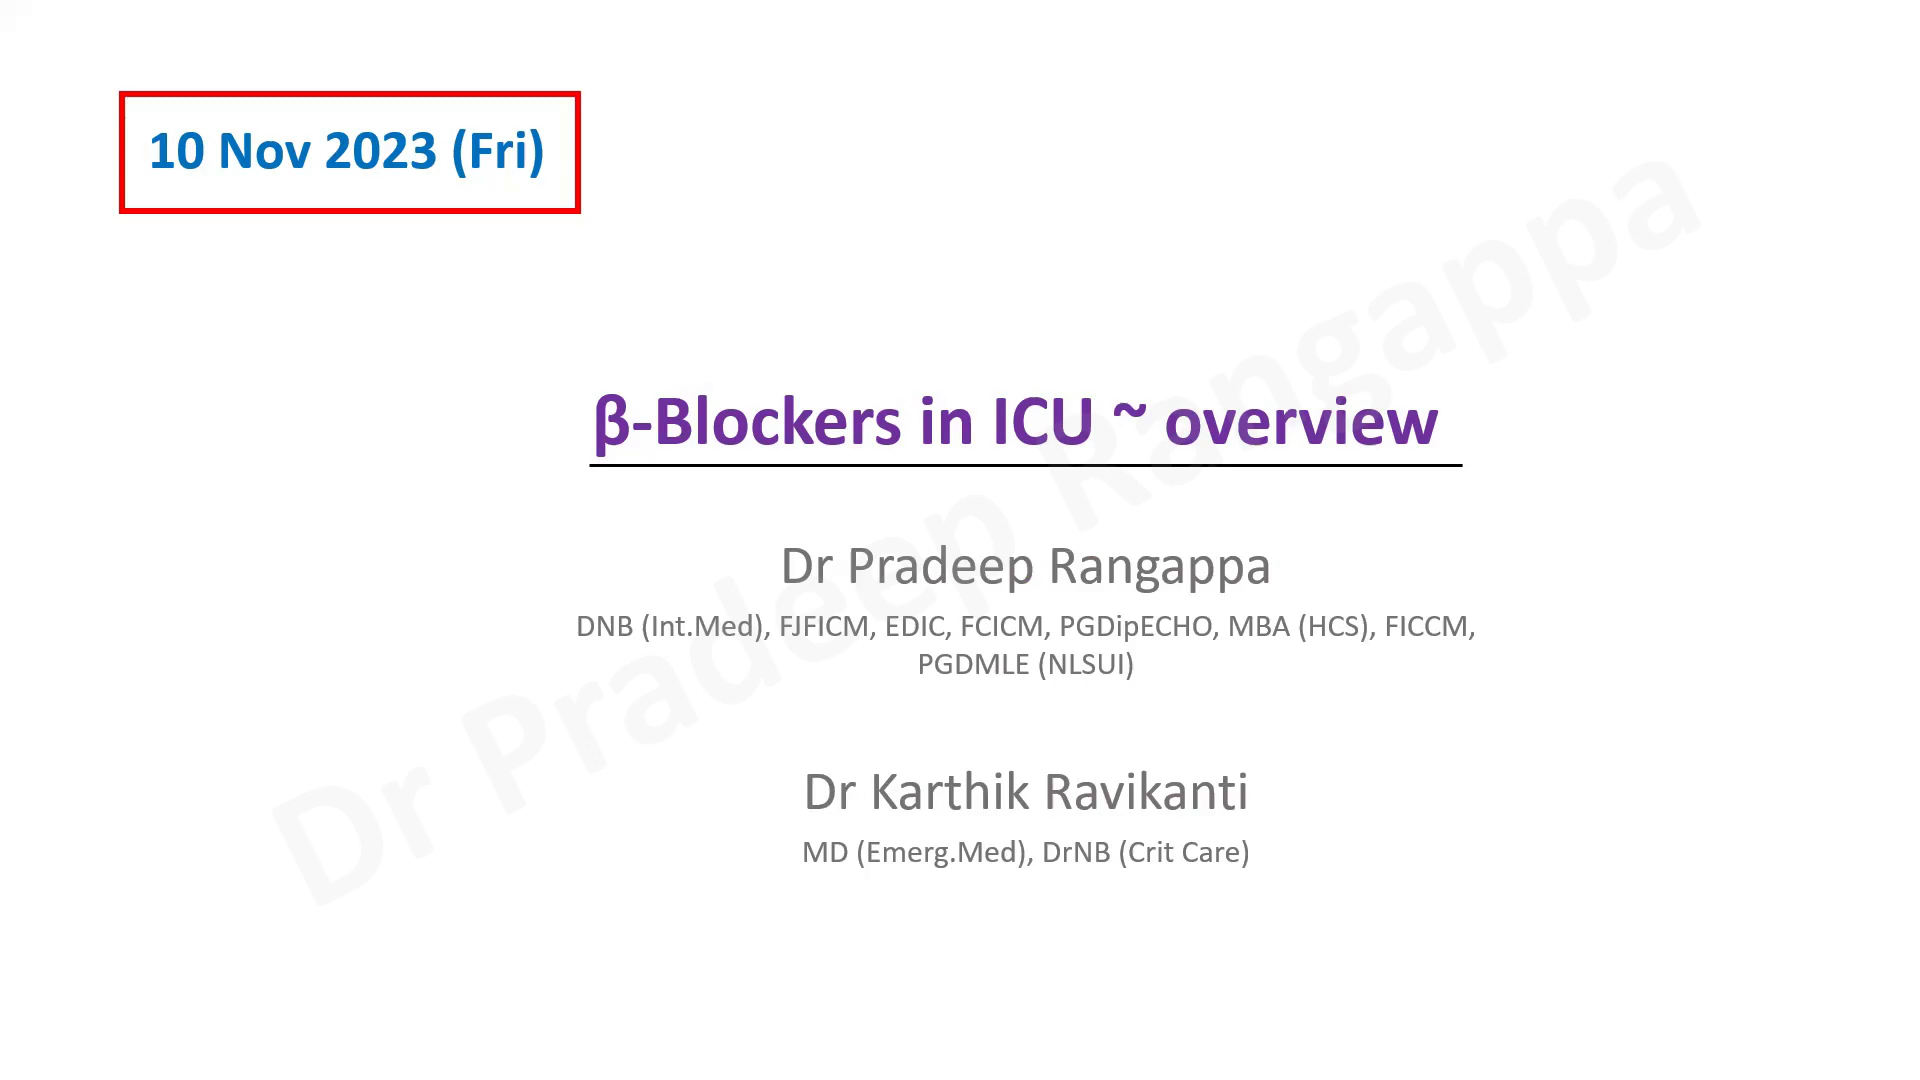 10 Nov 2023 (Fri)
β-Blockers in ICU ~ overview
Dr Pradeep Rangappa
DNB (Int.Med), FJFICM, EDIC, FCICM, PGDipECHO, MBA (HCS), FICCM,
PGDMLE (NLSUI)
Dr Karthik Ravikanti
MD (Emerg.Med), DrNB (Crit Care)
Dr Pradeep Rangappa